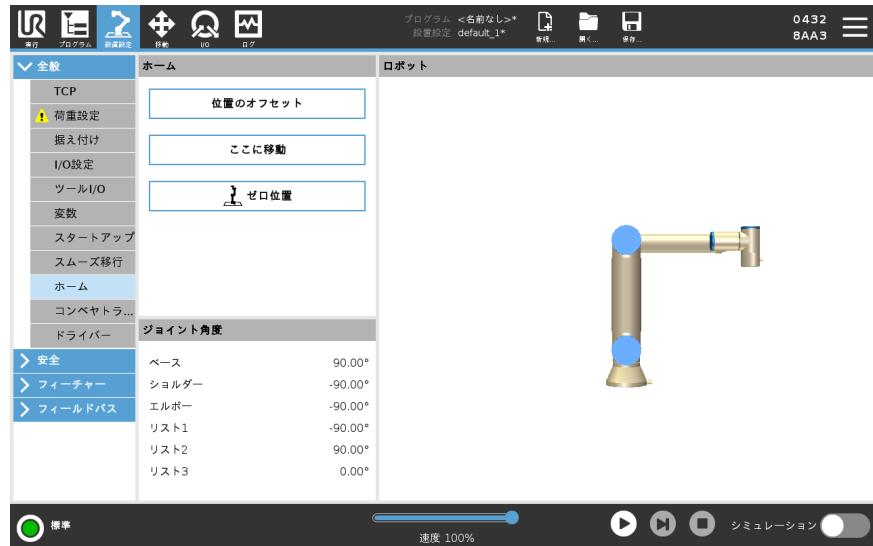 UR
実行
プログラム
設置設定
移動
I/O
ログ
プログラム <名前なし>*
設置設定 default_1*
新規...
開く...
保存...
0432
8AA3
全般
TCP
荷重設定
据え付け
I/O設定
ツールI/O
変数
スタートアップ
スムーズ移行
ホーム
コンベヤトラ...
ドライバー
安全
フィーチャー
フィールドバス
ホーム
位置のオフセット
ここに移動
ゼロ位置
ジョイント角度
ベース 90.00°
ショルダー -90.00°
エルボー -90.00°
リスト1 -90.00°
リスト2 90.00°
リスト3 0.00°
ロボット
標準
速度 100%
シミュレーション